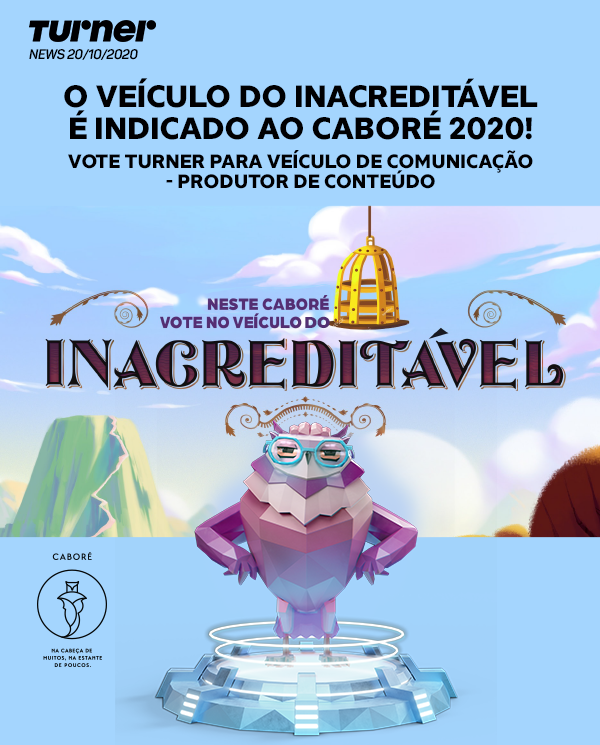 Turner
NEWS 20/10/2020
O VEÍCULO DO INACREDITÁVEL
É INDICADO AO CABORÉ 2020!
VOTE TURNER PARA VEÍCULO DE COMUNICAÇÃO
- PRODUTOR DE CONTEÚDO
NESTE CABORÉ
VOTE NO VEÍCULO DO
INACREDITÁVEL
CABORÉ
NA CABEÇA DE
MUITOS, NA ESTANTE
DE POUCOS.